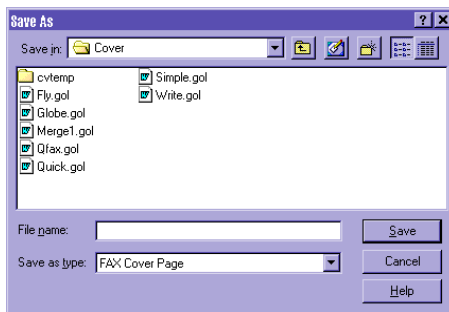 Save As
Save in: Cover
cvtemp
Fly.gol
Globe.gol
Merge1.gol
Qfax.gol
Quick.gol
Simple.gol
Write.gol
File name:
Save
Save as type: FAX Cover Page
Cancel
Help